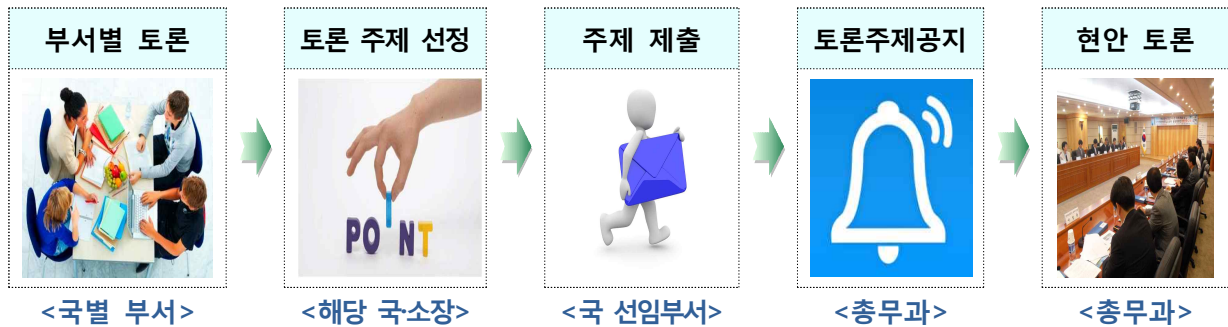 부서별 토론
토론 주제 선정
주제 제출
토론주제공지
현안 토론
POINT
<국별 부서>
<해당 국·소장>
<국 선임부서>
<총무과>
<총무과>